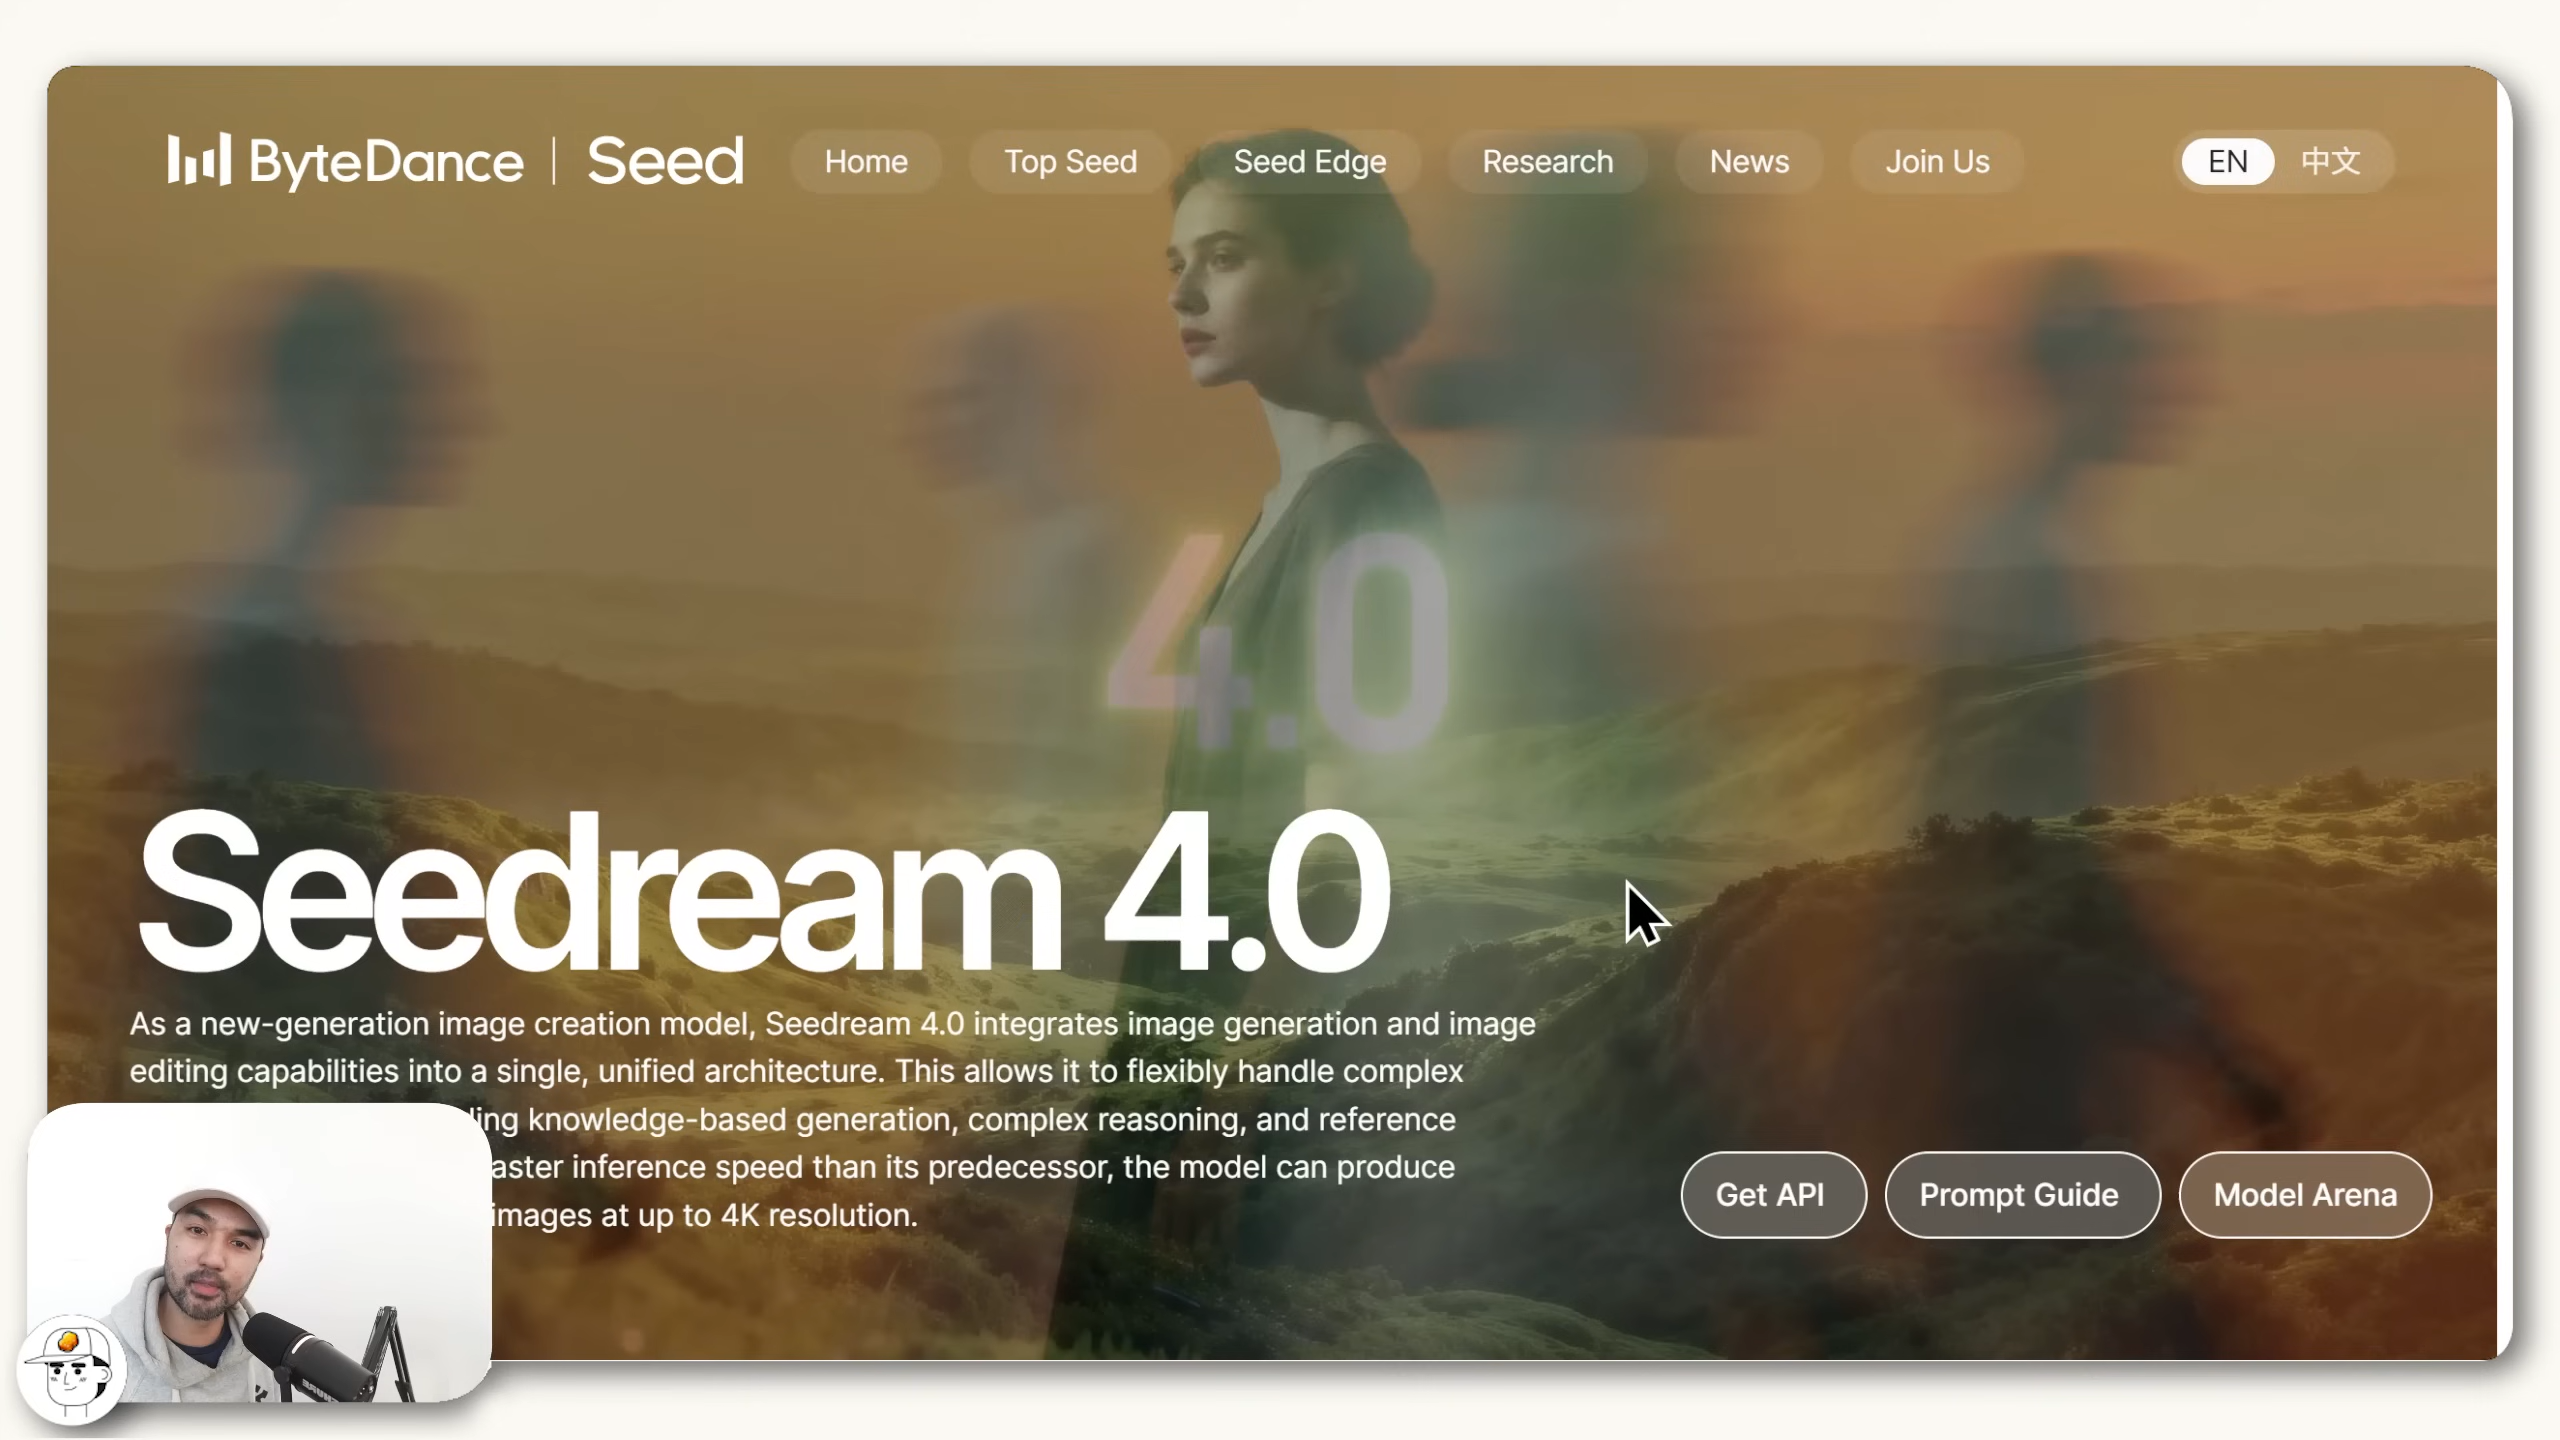 ByteDance | Seed
Home
Top Seed
Seed Edge
Research
News
Join Us
EN
中文
4.0
Seedream 4.0
As a new-generation image creation model, Seedream 4.0 integrates image generation and image
editing capabilities into a single, unified architecture. This allows it to flexibly handle complex
knowledge-based generation, complex reasoning, and reference
inference speed than its predecessor, the model can produce
images at up to 4K resolution.
Get API
Prompt Guide
Model Arena